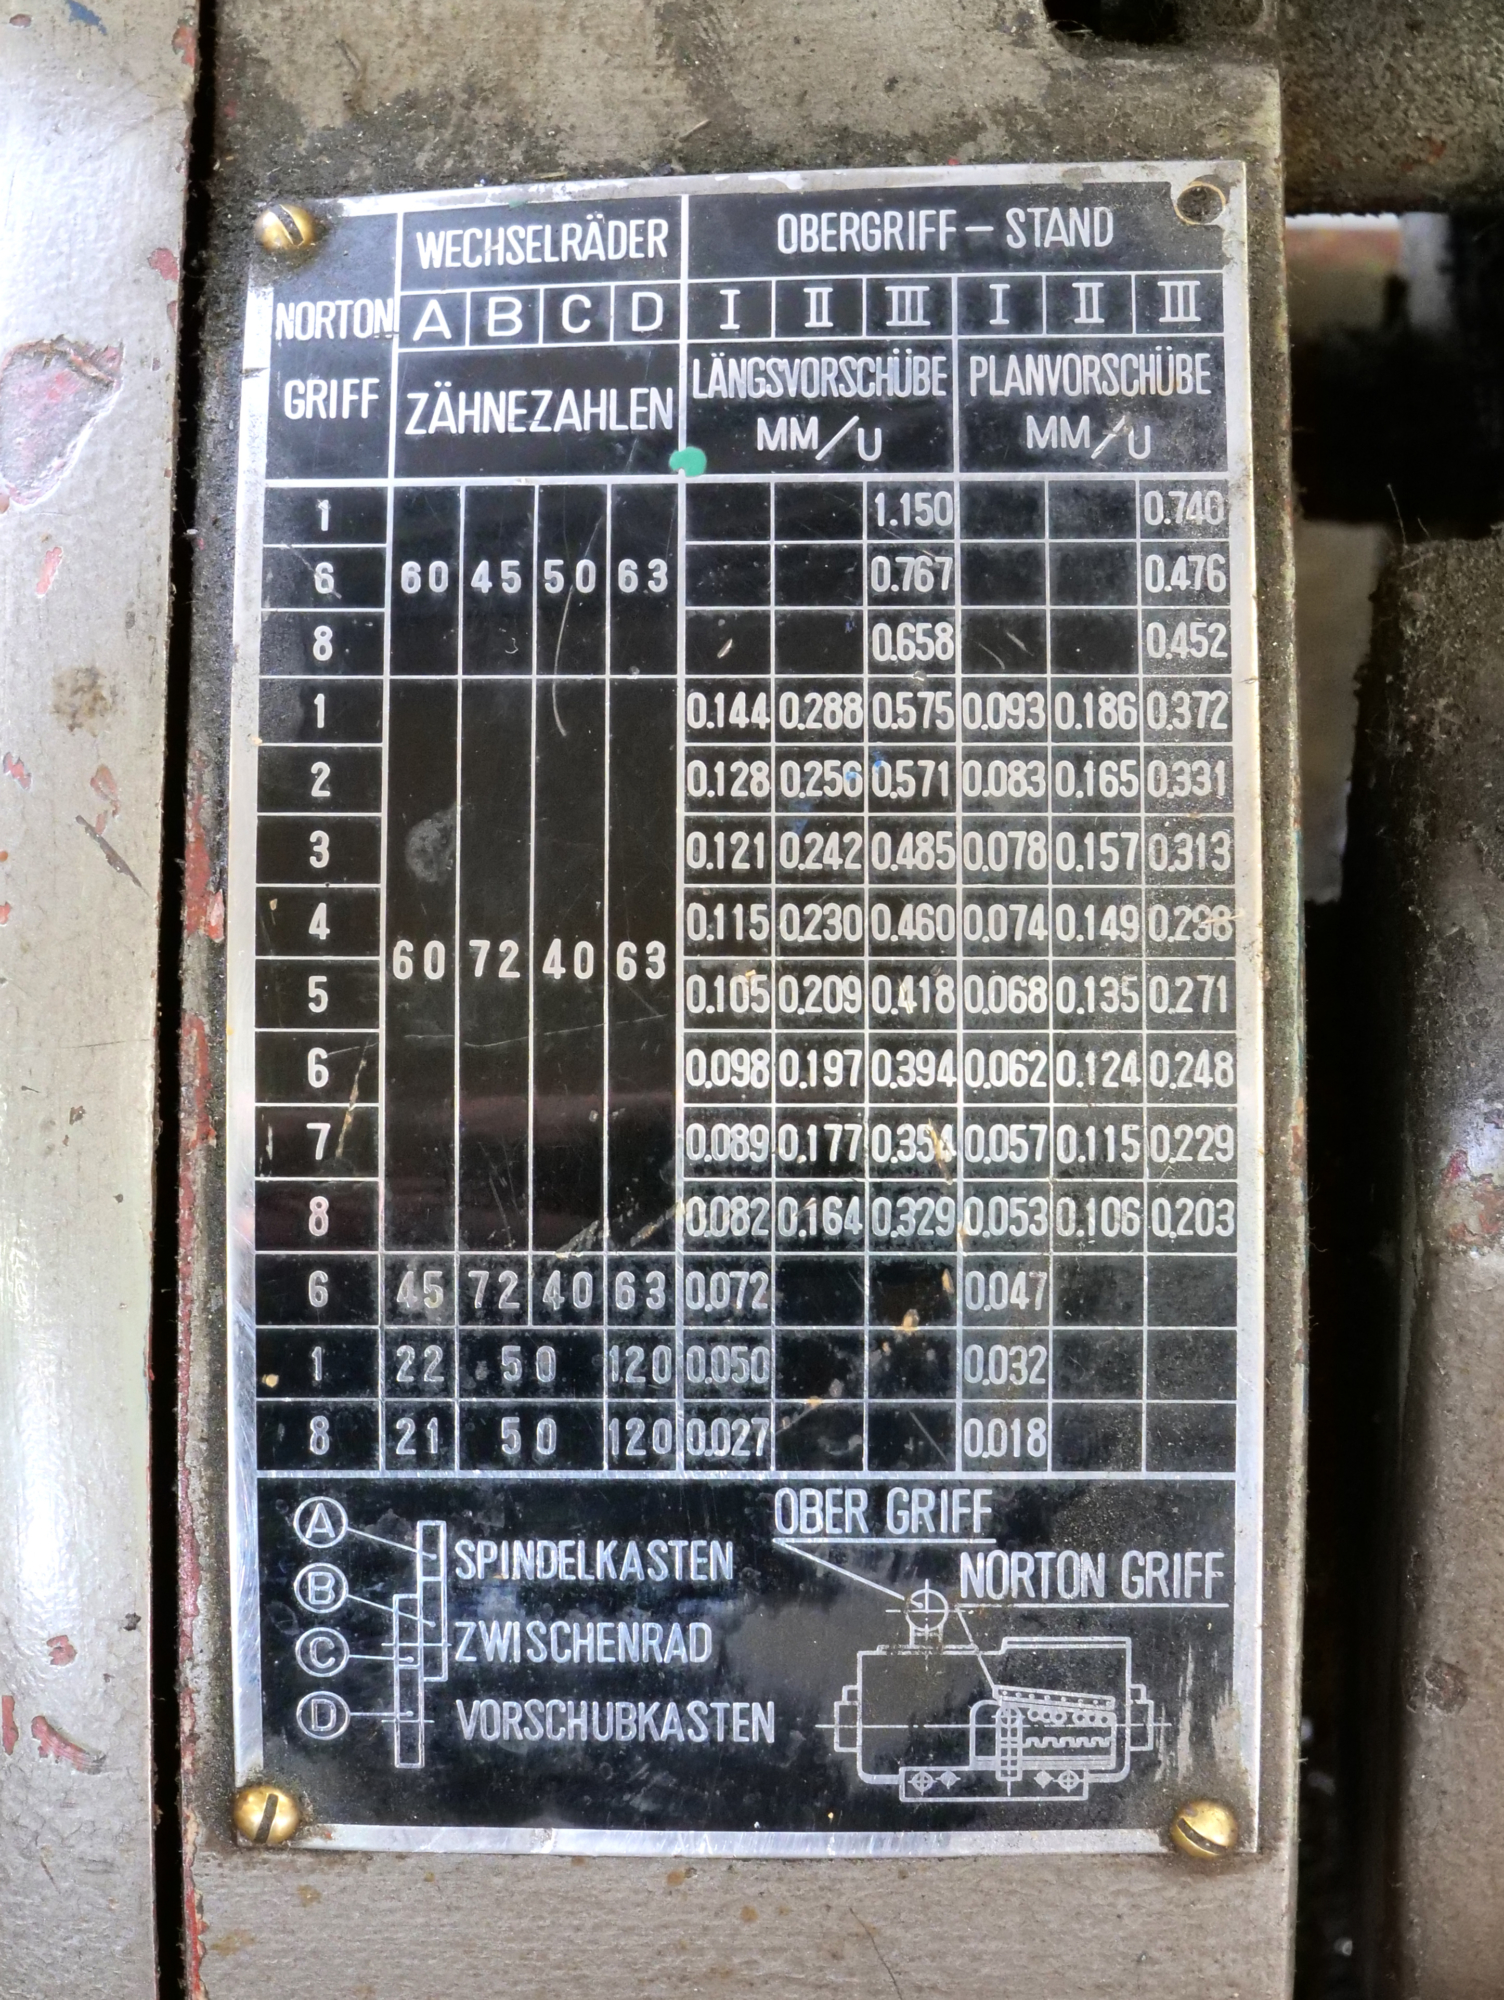 WECHSELRÄDER OBERGRIFF – STAND
NORTON A B C D I II III I II III
GRIFF ZÄHNEZAHLEN LÄNGSVORSCHÜBE PLANVORSCHÜBE
MM/U MM/U
1 1.150 0.740
6 60 45 50 63 0.767 0.476
8 0.658 0.452
1 0.144 0.288 0.575 0.093 0.186 0.372
2 0.128 0.256 0.571 0.083 0.165 0.331
3 0.121 0.242 0.485 0.078 0.157 0.313
4 0.115 0.230 0.460 0.074 0.149 0.298
60 72 40 63
5 0.105 0.209 0.418 0.068 0.135 0.271
6 0.098 0.197 0.394 0.062 0.124 0.248
7 0.089 0.177 0.354 0.057 0.115 0.229
8 0.082 0.164 0.329 0.053 0.106 0.203
6 45 72 40 63 0.072 0.047
1 22 50 120 0.050 0.032
8 21 50 120 0.027 0.018
A SPINDELKASTEN
B ZWISCHENRAD
C
D VORSCHUBKASTEN
OBER GRIFF
NORTON GRIFF